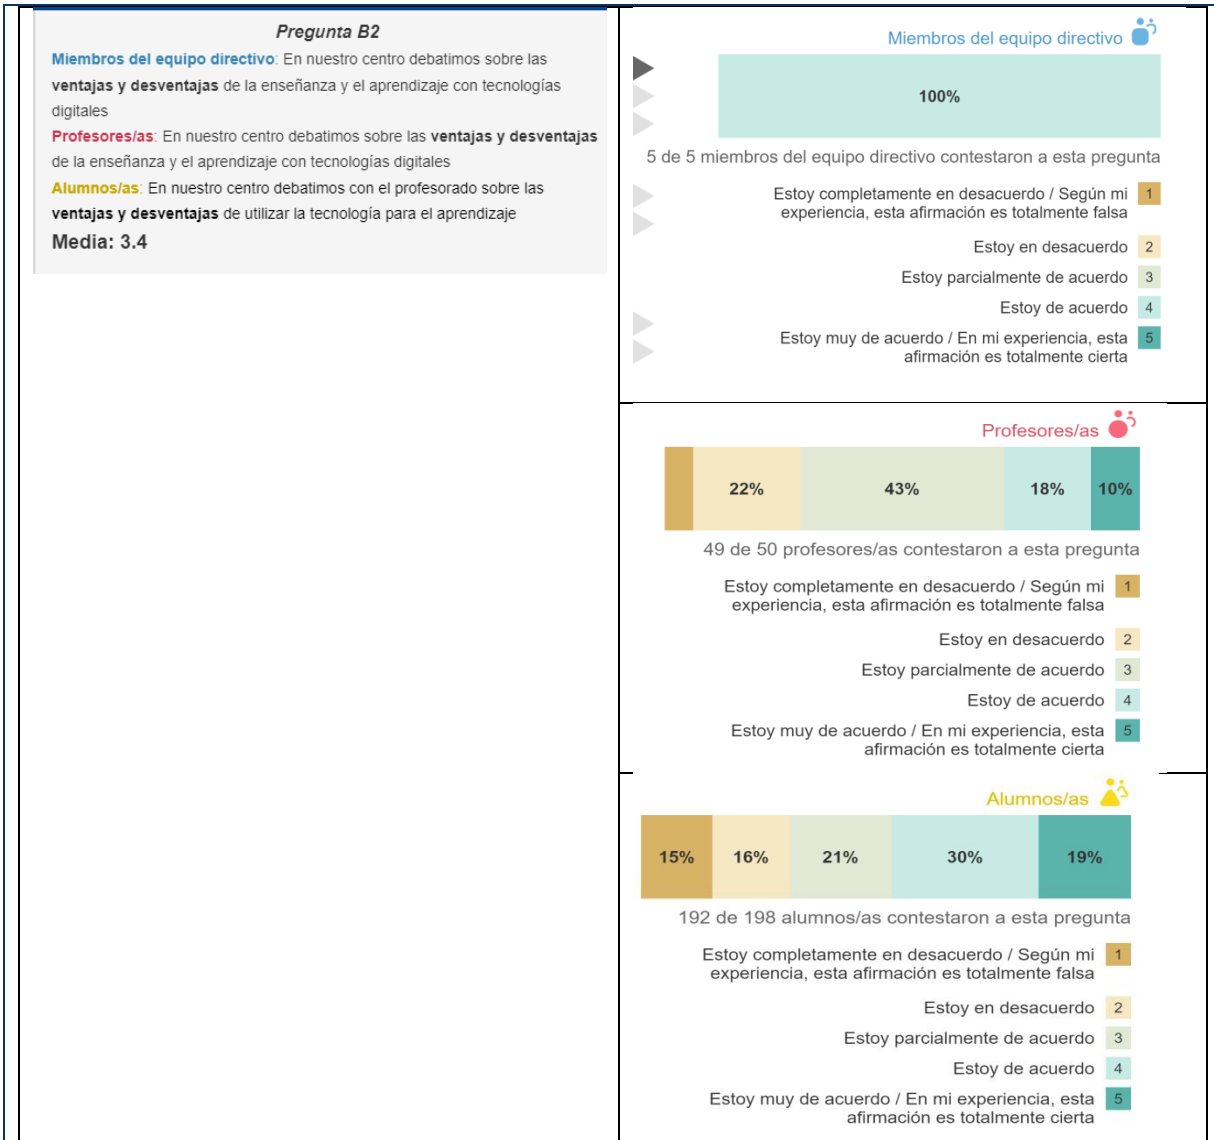 Pregunta B2
Miembros del equipo directivo: En nuestro centro debatimos sobre las
ventajas y desventajas de la enseñanza y el aprendizaje con tecnologías
digitales
Profesores/as: En nuestro centro debatimos sobre las ventajas y desventajas
de la enseñanza y el aprendizaje con tecnologías digitales
Alumnos/as: En nuestro centro debatimos con el profesorado sobre las
ventajas y desventajas de utilizar la tecnología para el aprendizaje
Media: 3.4
Miembros del equipo directivo
100%
5 de 5 miembros del equipo directivo contestaron a esta pregunta
Estoy completamente en desacuerdo / Según mi 1
experiencia, esta afirmación es totalmente falsa
Estoy en desacuerdo 2
Estoy parcialmente de acuerdo 3
Estoy de acuerdo 4
Estoy muy de acuerdo / En mi experiencia, esta 5
afirmación es totalmente cierta
Profesores/as
22% 43% 18% 10%
49 de 50 profesores/as contestaron a esta pregunta
Estoy completamente en desacuerdo / Según mi 1
experiencia, esta afirmación es totalmente falsa
Estoy en desacuerdo 2
Estoy parcialmente de acuerdo 3
Estoy de acuerdo 4
Estoy muy de acuerdo / En mi experiencia, esta 5
afirmación es totalmente cierta
Alumnos/as
15% 16% 21% 30% 19%
192 de 198 alumnos/as contestaron a esta pregunta
Estoy completamente en desacuerdo / Según mi 1
experiencia, esta afirmación es totalmente falsa
Estoy en desacuerdo 2
Estoy parcialmente de acuerdo 3
Estoy de acuerdo 4
Estoy muy de acuerdo / En mi experiencia, esta 5
afirmación es totalmente cierta